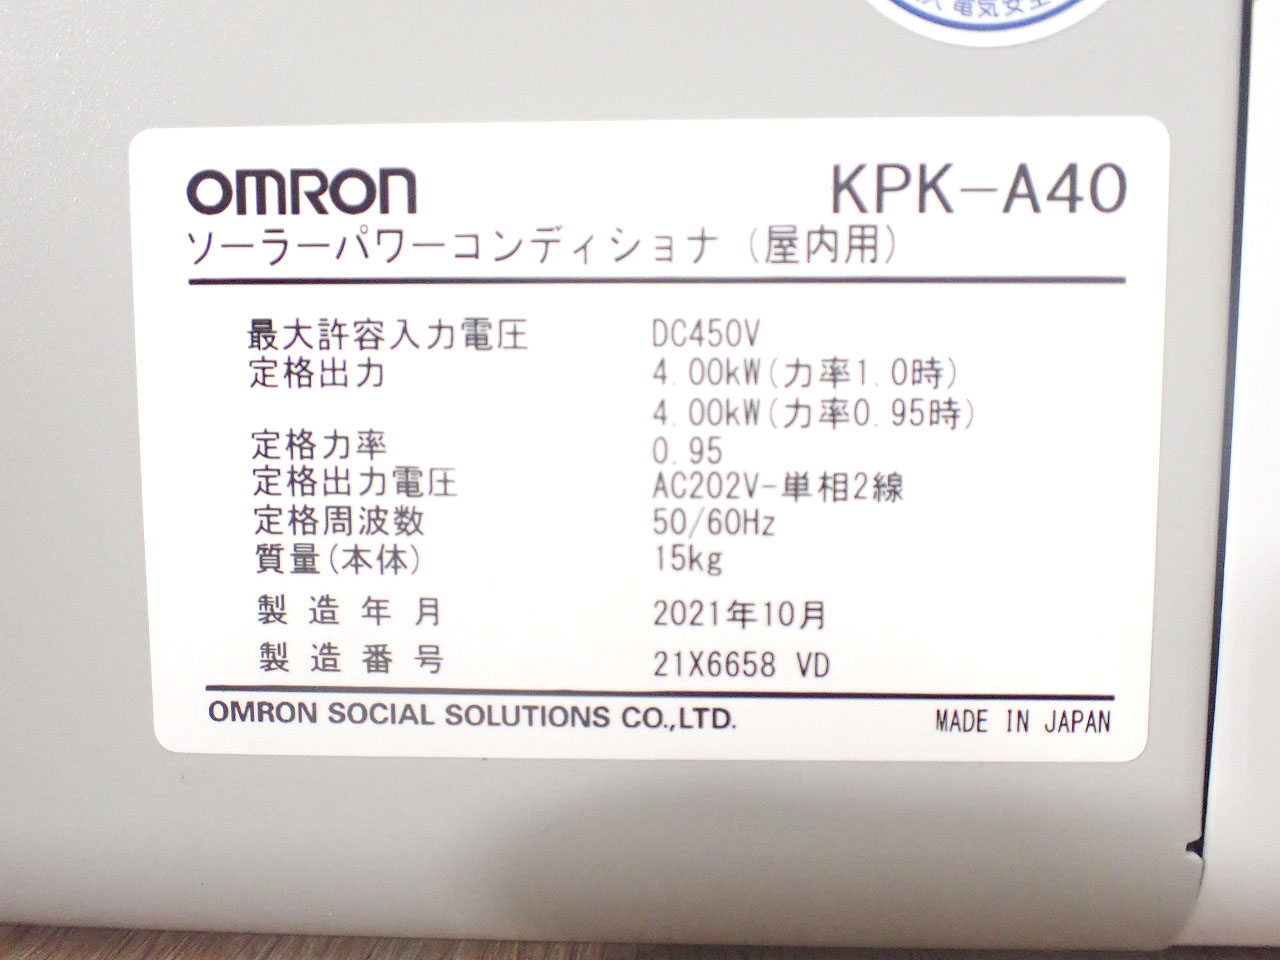 電気安全
OMRON KPK-A40
ソーラーパワーコンディショナ (屋内用)
最大許容入力電圧 DC450V
定格出力 4.00kW(力率1.0時)
4.00kW(力率0.95時)
定格力率 0.95
定格出力電圧 AC202V-単相2線
定格周波数 50/60Hz
質量(本体) 15kg
製造年月 2021年10月
製造番号 21X6658 VD
OMRON SOCIAL SOLUTIONS CO.,LTD. MADE IN JAPAN